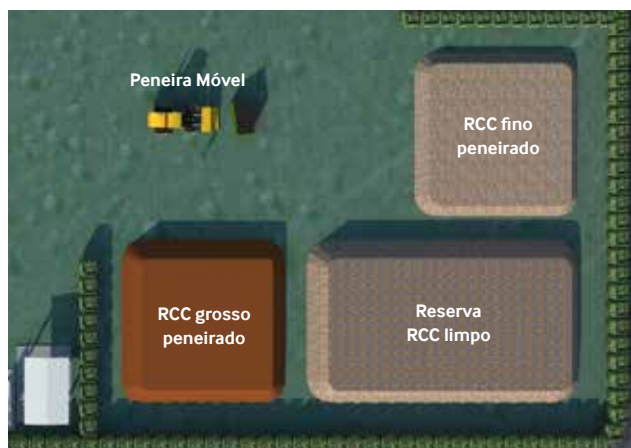 Peneira Móvel
RCC fino
peneirado
RCC grosso
peneirado
Reserva
RCC limpo